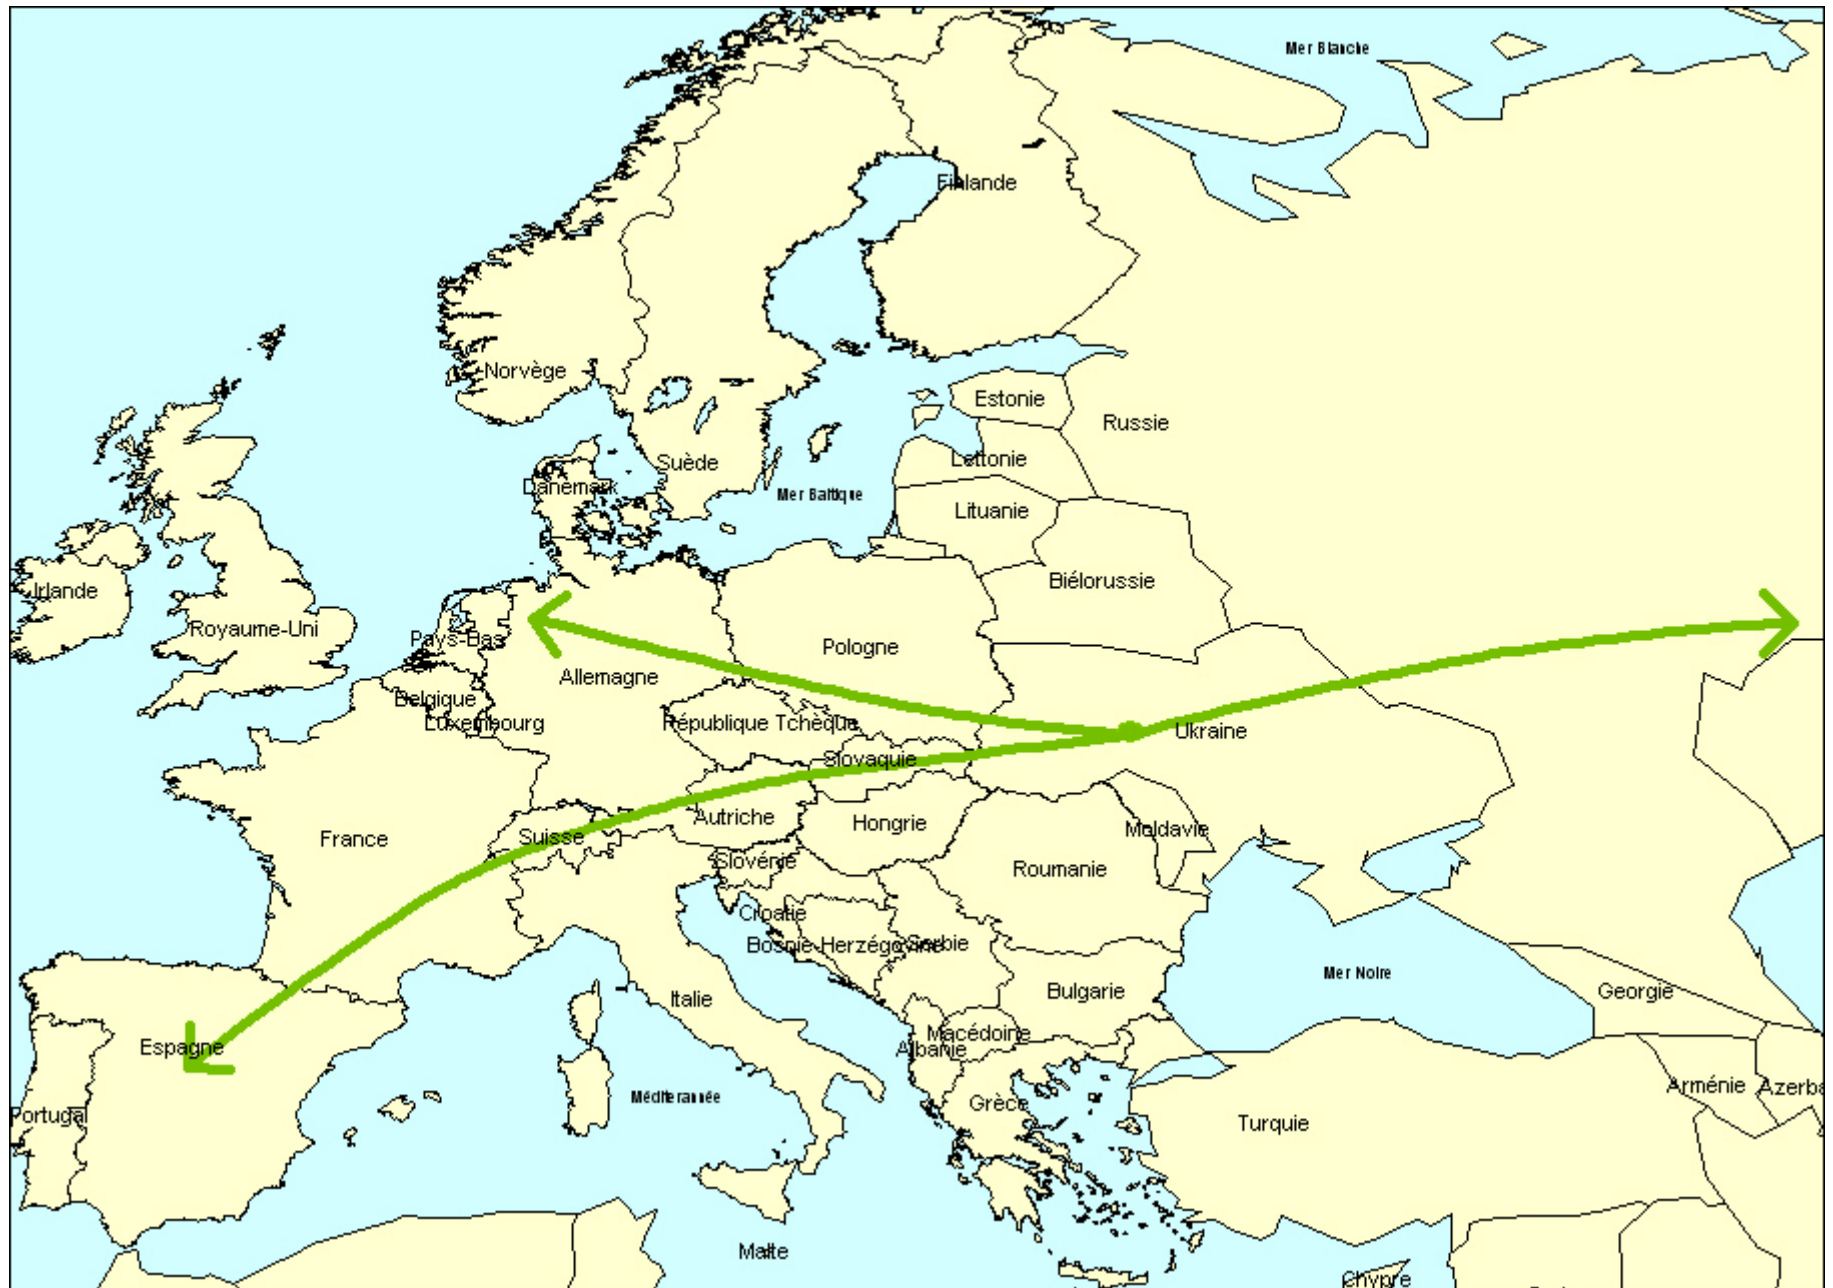 Mer Blanche
Finlande
Norvège
Estonie
Russie
Suède
Lettonie
Danemark
Mer Baltique
Lituanie
Irlande
Biélorussie
Royaume-Uni
Pays-Bas
Pologne
Allemagne
Belgique
Luxembourg
République Tchèque
Ukraine
Slovaquie
Autriche
Hongrie
Moldavie
France
Suisse
Slovénie
Roumanie
Croatie
Bosnie-Herzégovine
Serbie
Mer Noire
Italie
Bulgarie
Georgie
Macédoine
Espagne
Albanie
Arménie
Azerba
Portugal
Méditerannée
Grèce
Turquie
Malte
Chypre